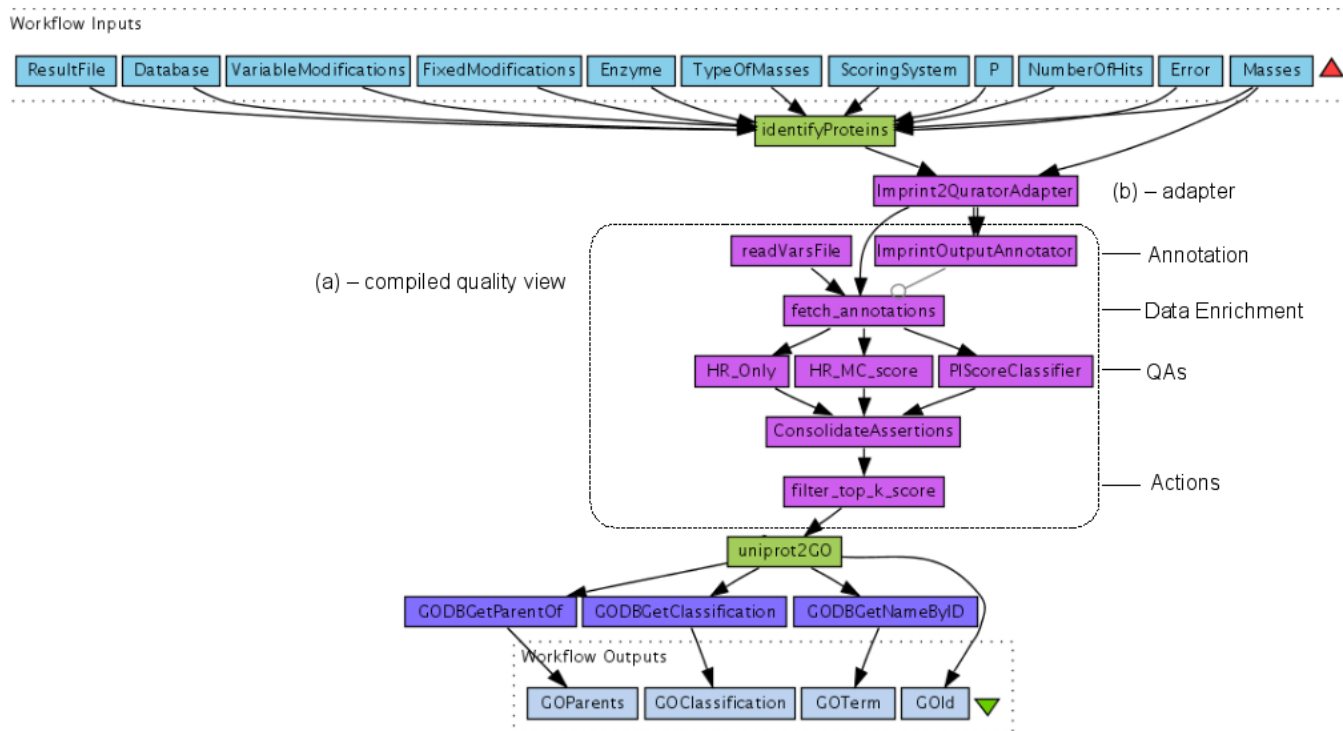 Workflow Inputs
ResultFile Database VariableModifications FixedModifications Enzyme TypeOfMasses ScoringSystem P NumberOfHits Error Masses
identifyProteins
Imprint2QuratorAdapter (b) – adapter
readVarsFile ImprintOutputAnnotator Annotation
(a) – compiled quality view
fetch_annotations Data Enrichment
HR_Only HR_MC_score PIScoreClassifier QAs
ConsolidateAssertions
filter_top_k_score Actions
uniprot2GO
GODBGetParentOf GODBGetClassification GODBGetNameByID
Workflow Outputs
GOParents GOClassification GOTerm GOId